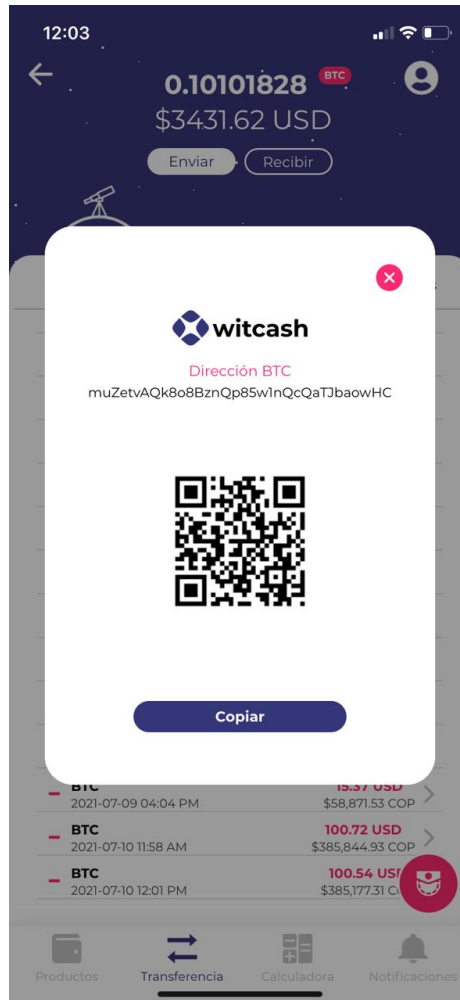 12:03
0.10101828 BTC
$3431.62 USD
Enviar Recibir
witcash
Dirección BTC
muZetvAQk8o8BznQp85w1nQcQaTJbaowHC
Copiar
BTC 15.37 USD
2021-07-09 04:04 PM $58,871.53 COP
BTC 100.72 USD
2021-07-10 11:58 AM $385,844.93 COP
BTC 100.54 USD
2021-07-10 12:01 PM $385,177.31 C
Productos Transferencia Calculadora Notificaciones